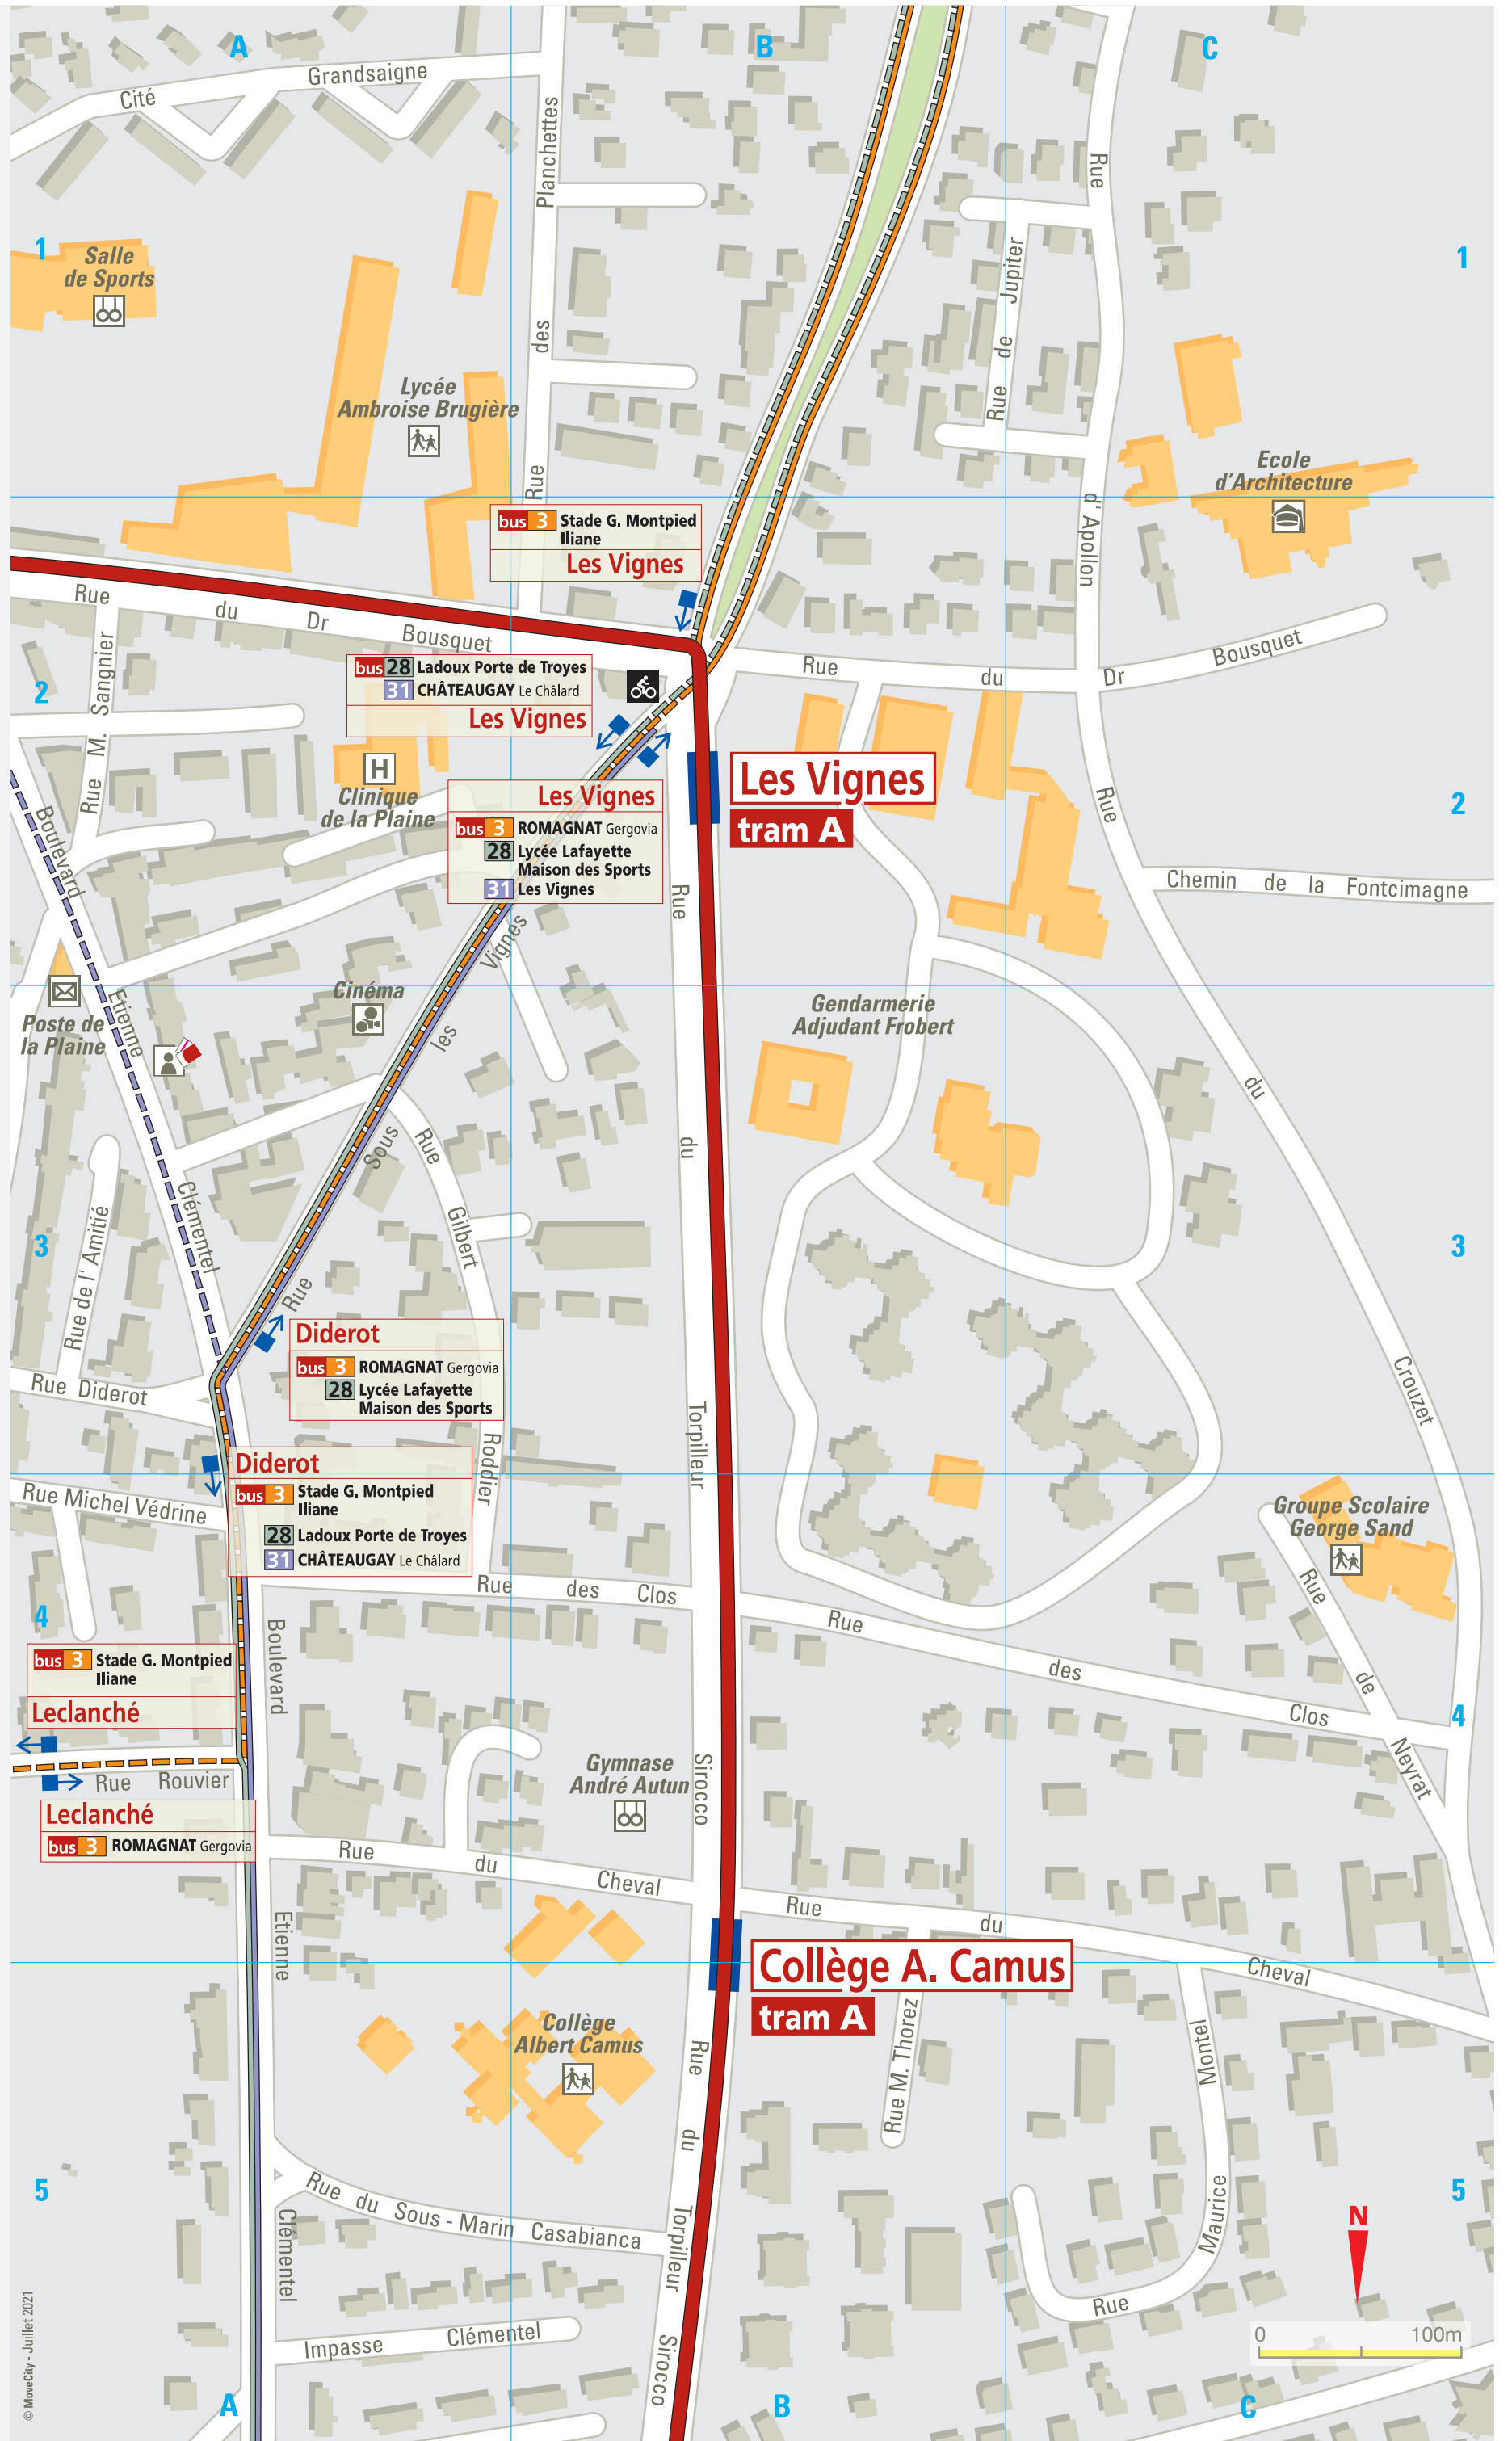 A
B
C
Cité
Grandsaigne
Rue
des
Planchettes
Rue
1
1
Salle
de Sports
Rue de Jupiter
Lycée
Ambroise Brugière
Ecole
d'Architecture
d'Apollon
bus 3 Stade G. Montpied
Iliane
Les Vignes
Rue du Dr Bousquet
Rue du Dr Bousquet
Rue M. Sangnier
bus 28 Ladoux Porte de Troyes
31 CHÂTEAUGAY Le Châlard
Les Vignes
2
2
H
Clinique
de la Plaine
Les Vignes
tram A
Les Vignes
bus 3 ROMAGNAT Gergovia
28 Lycée Lafayette
Maison des Sports
31 Les Vignes
Boulevard
Etienne
Clémentel
Chemin de la Fontcimagne
Rue
du
Crouzet
Rue
du
Torpilleur
Sirocco
Rue Sous les Vignes
Cinéma
Poste de
la Plaine
Gendarmerie
Adjudant Frobert
Rue Gilbert Roddier
3
3
Rue de l'Amitié
Rue Diderot
Diderot
bus 3 ROMAGNAT Gergovia
28 Lycée Lafayette
Maison des Sports
Diderot
bus 3 Stade G. Montpied
Iliane
28 Ladoux Porte de Troyes
31 CHÂTEAUGAY Le Châlard
Rue Michel Védrine
Groupe Scolaire
George Sand
Rue des Clos
Rue des Clos
Rue de Neyrat
4
4
bus 3 Stade G. Montpied
Iliane
Leclanché
Rue Rouvier
Leclanché
bus 3 ROMAGNAT Gergovia
Boulevard
Etienne
Clémentel
Gymnase
André Autun
Rue du Cheval
Rue du Cheval
Collège A. Camus
tram A
Collège
Albert Camus
Rue M. Thorez
Rue Maurice Montel
Rue
du
Torpilleur
Sirocco
5
5
Rue du Sous-Marin Casabianca
Impasse Clémentel
N
0 100m
A
B
C
© MoveCity - Juillet 2021